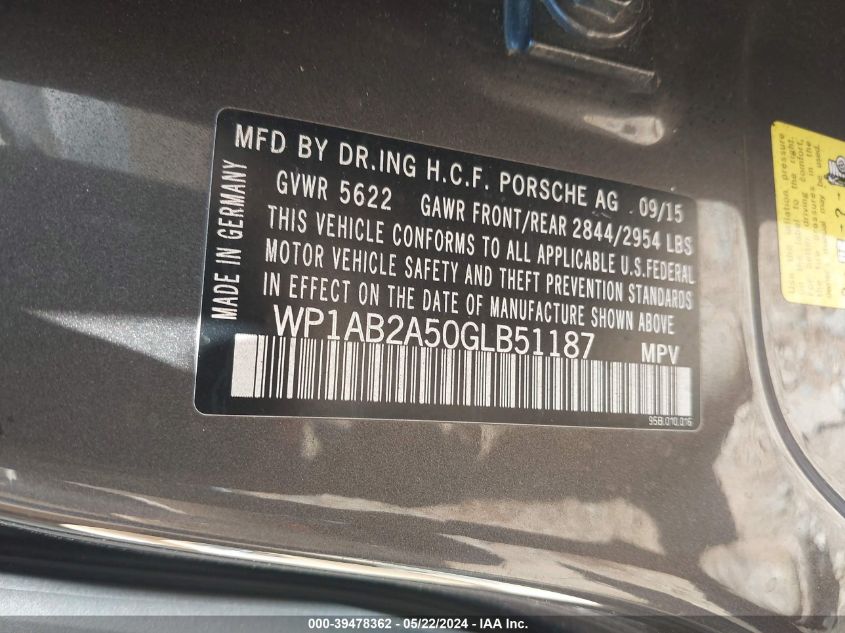 MFD BY DR.ING H.C.F. PORSCHE AG 09/15
GVWR 5622 GAWR FRONT/REAR 2844/2954 LBS
THIS VEHICLE CONFORMS TO ALL APPLICABLE U.S.FEDERAL
MOTOR VEHICLE SAFETY AND THEFT PREVENTION STANDARDS
IN EFFECT ON THE DATE OF MANUFACTURE SHOWN ABOVE
WP1AB2A50GLB51187 MPV
MADE IN GERMANY
95B.010.016
000-39478362 - 05/22/2024 - IAA Inc.